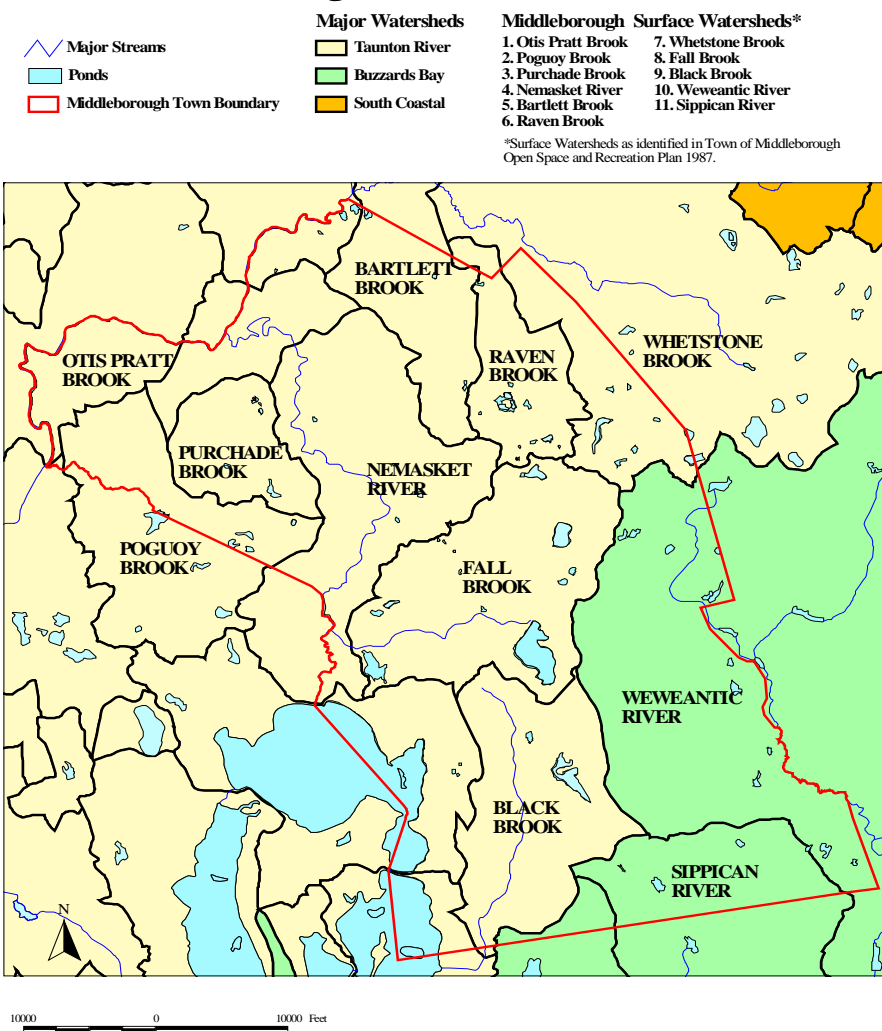 Major Streams
Ponds
Middleborough Town Boundary
Major Watersheds
Taunton River
Buzzards Bay
South Coastal
Middleborough Surface Watersheds*
1. Otis Pratt Brook
2. Poguoy Brook
3. Purchade Brook
4. Nemasket River
5. Bartlett Brook
6. Raven Brook
7. Whetstone Brook
8. Fall Brook
9. Black Brook
10. Weweantic River
11. Sippican River
*Surface Watersheds as identified in Town of Middleborough
Open Space and Recreation Plan 1987.
BARTLETT
BROOK
OTIS PRATT
BROOK
RAVEN
BROOK
WHETSTONE
BROOK
PURCHADE
BROOK
NEMASKET
RIVER
POGUOY
BROOK
FALL
BROOK
WEWEANTIC
RIVER
BLACK
BROOK
SIPPICAN
RIVER
N
10000 0 10000 Feet